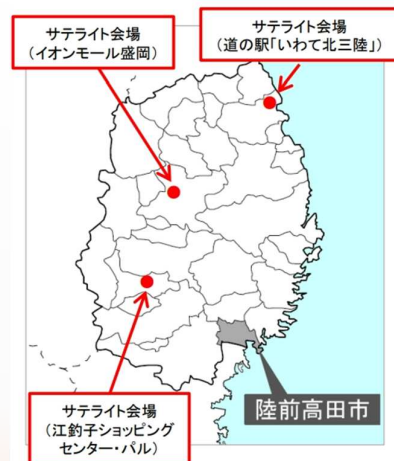 サテライト会場
（イオンモール盛岡）
サテライト会場
（道の駅「いわて北三陸」）
サテライト会場
（江釣子ショッピング
センター・パル）
陸前高田市